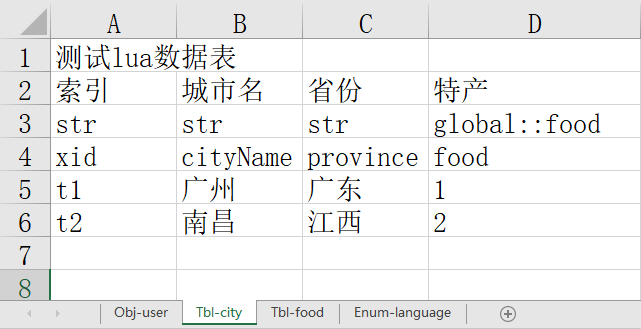 A B C D
1 测试lua数据表
2 索引 城市名 省份 特产
3 str str str global::food
4 xid cityName province food
5 t1 广州 广东 1
6 t2 南昌 江西 2
7
8
Obj-user Tbl-city Tbl-food Enum-language